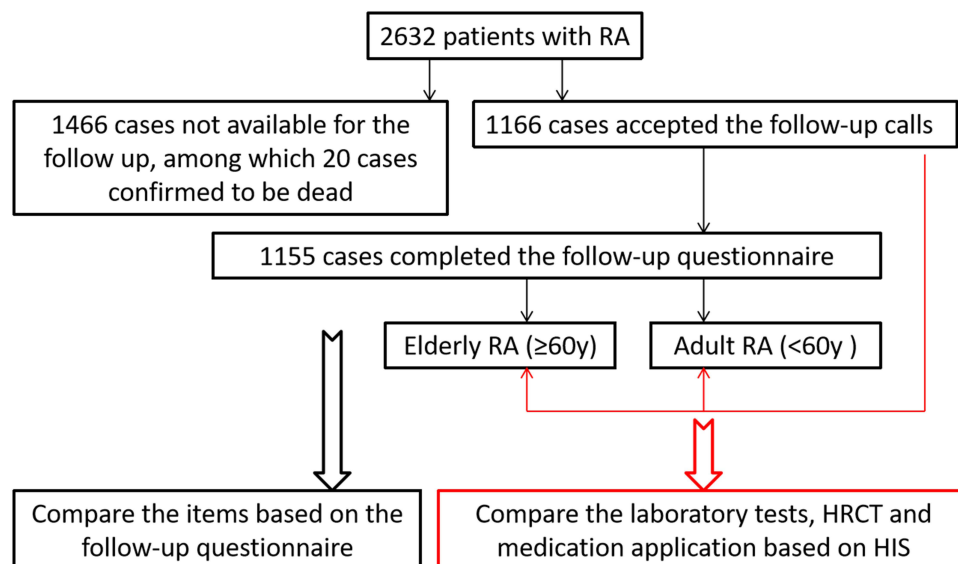 2632 patients with RA
1466 cases not available for the
follow up, among which 20 cases
confirmed to be dead
1166 cases accepted the follow-up calls
1155 cases completed the follow-up questionnaire
Elderly RA (≥60y)
Adult RA (<60y )
Compare the items based on the
follow-up questionnaire
Compare the laboratory tests, HRCT and
medication application based on HIS